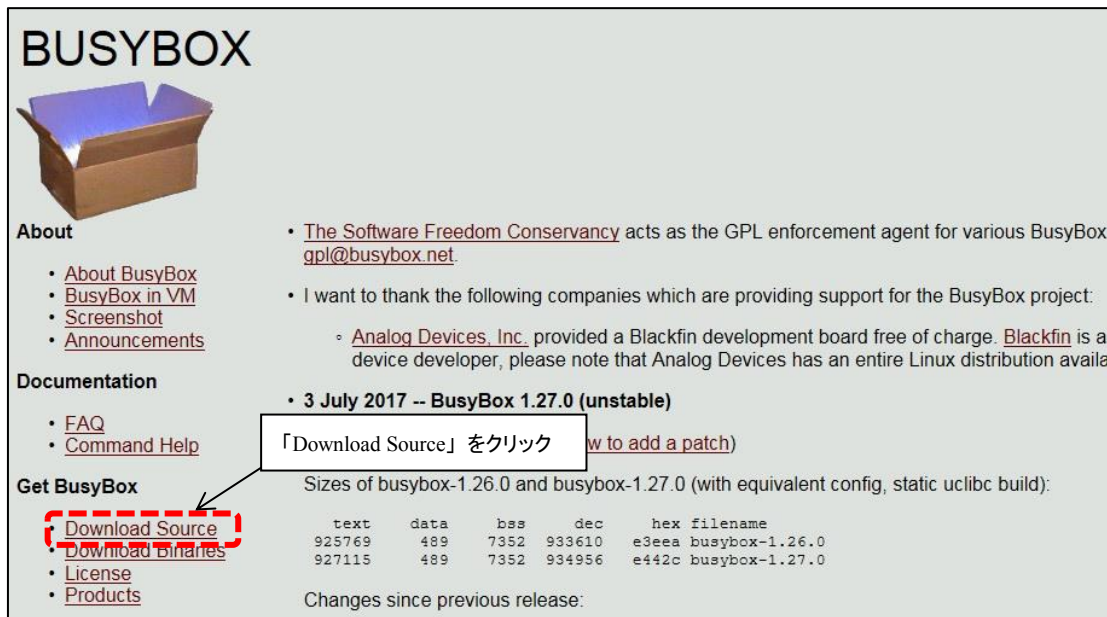 BUSYBOX
About
• About BusyBox
• BusyBox in VM
• Screenshot
• Announcements
Documentation
• FAQ
• Command Help
Get BusyBox
• Download Source
• Download Binaries
• License
• Products
• The Software Freedom Conservancy acts as the GPL enforcement agent for various BusyBox
gpl@busybox.net.
• I want to thank the following companies which are providing support for the BusyBox project:
◦ Analog Devices, Inc. provided a Blackfin development board free of charge. Blackfin is a
device developer, please note that Analog Devices has an entire Linux distribution availa
• 3 July 2017 -- BusyBox 1.27.0 (unstable)
「Download Source」をクリック
w to add a patch)
Sizes of busybox-1.26.0 and busybox-1.27.0 (with equivalent config, static uclibc build):
text data bss dec hex filename
925769 489 7352 933610 e3eea busybox-1.26.0
927115 489 7352 934956 e442c busybox-1.27.0
Changes since previous release: